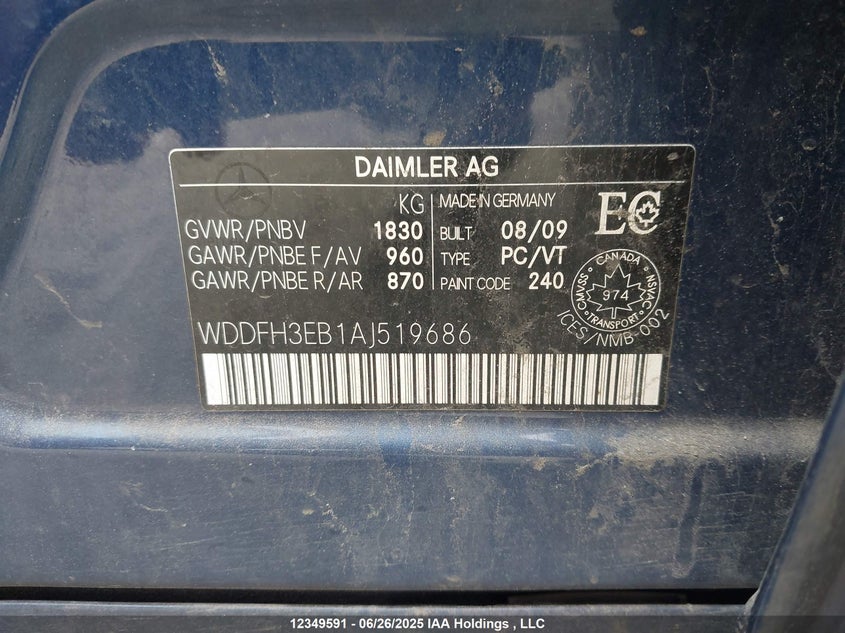 DAIMLER AG
KG
GVWR/PNBV 1830
GAWR/PNBE F/AV 960
GAWR/PNBE R/AR 870
MADE IN GERMANY
BUILT 08/09
TYPE PC/VT
PAINT CODE 240
EC
CANADA
CMVSS 974 NSVAC
TRANSPORT
ICES/NMB-002
WDDFH3EB1AJ519686
12349591 - 06/26/2025 IAA Holdings , LLC